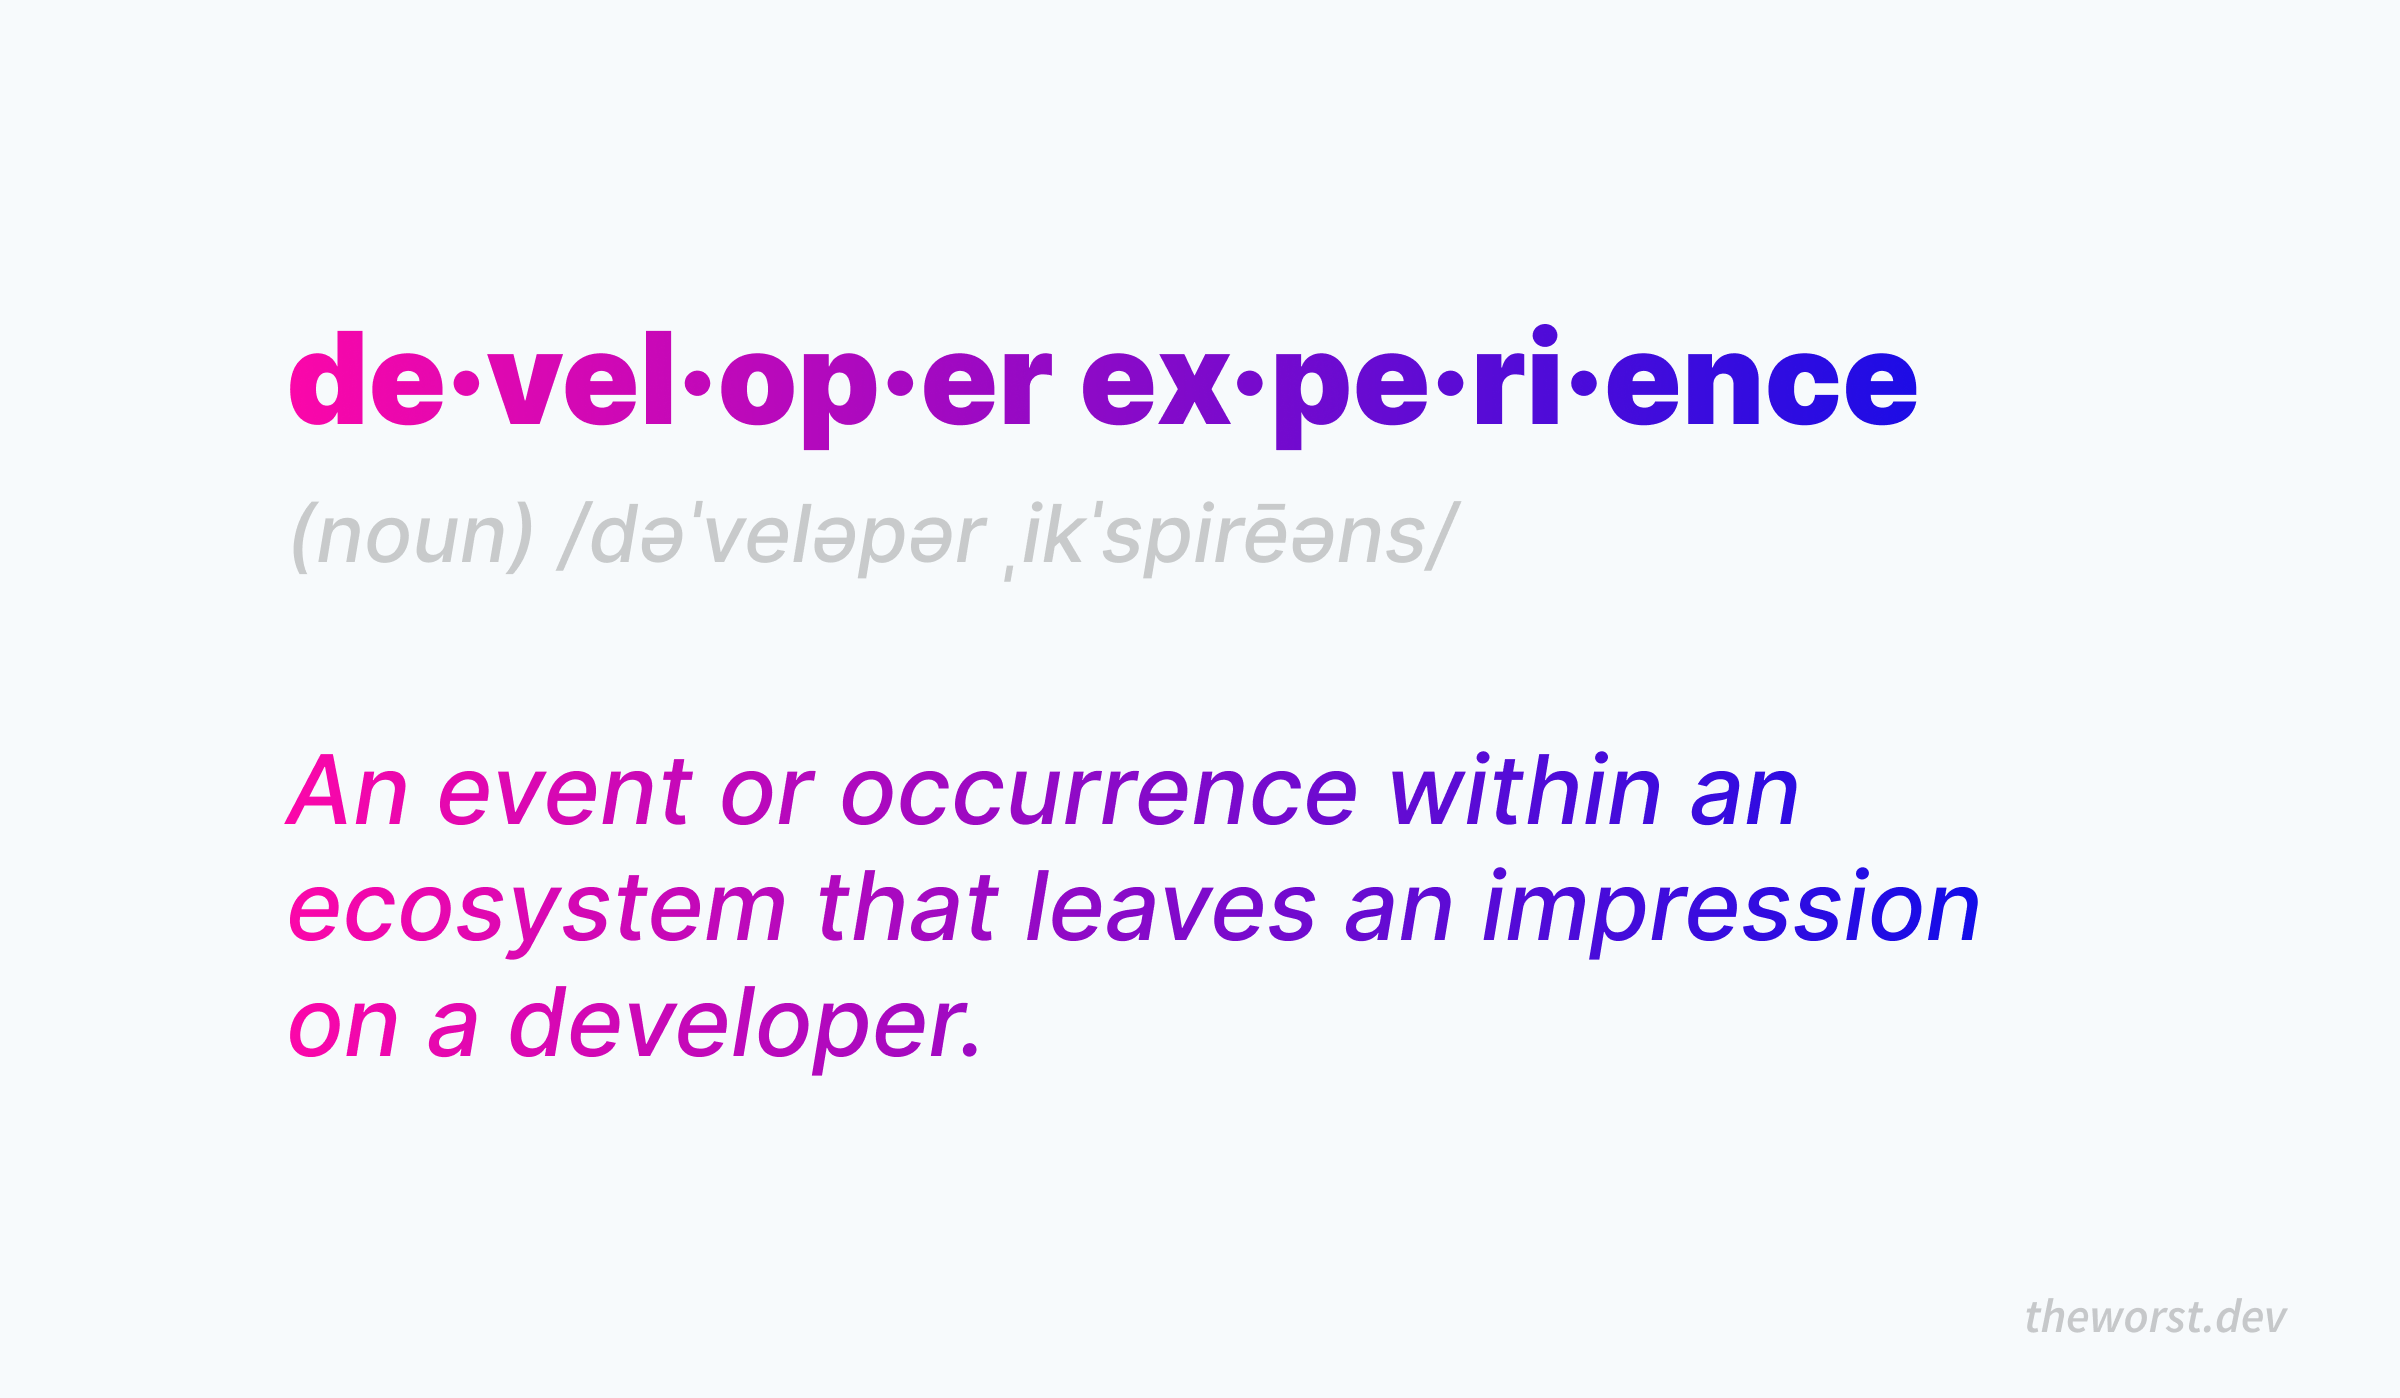 de·vel·op·er ex·pe·ri·ence
(noun) /dəˈveləpər ˌikˈspirēəns/
An event or occurrence within an
ecosystem that leaves an impression
on a developer.
theworst.dev